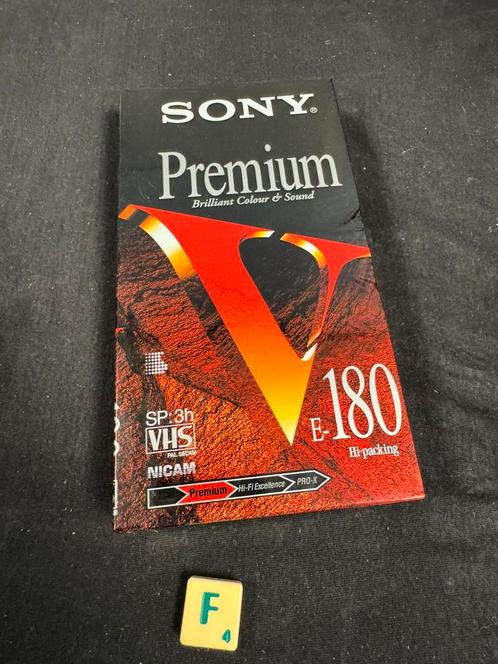 SONY®
Premium
Brilliant Colour & Sound
V
E-180
Hi-packing
SP:3h
VHS
PAL SECAM
NICAM
Premium Hi-Fi Excellence PRO-X
F
4